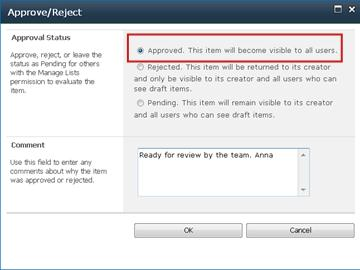 Approve/Reject
Approval Status
Approve, reject, or leave the
status as Pending for others
with the Manage Lists
permission to evaluate the
item.
Approved. This item will become visible to all users.
Rejected. This item will be returned to its creator
and only be visible to its creator and all users who can
see draft items.
Pending. This item will remain visible to its creator
and all users who can see draft items.
Comment
Use this field to enter any
comments about why the item
was approved or rejected.
Ready for review by the team. Anna
OK
Cancel